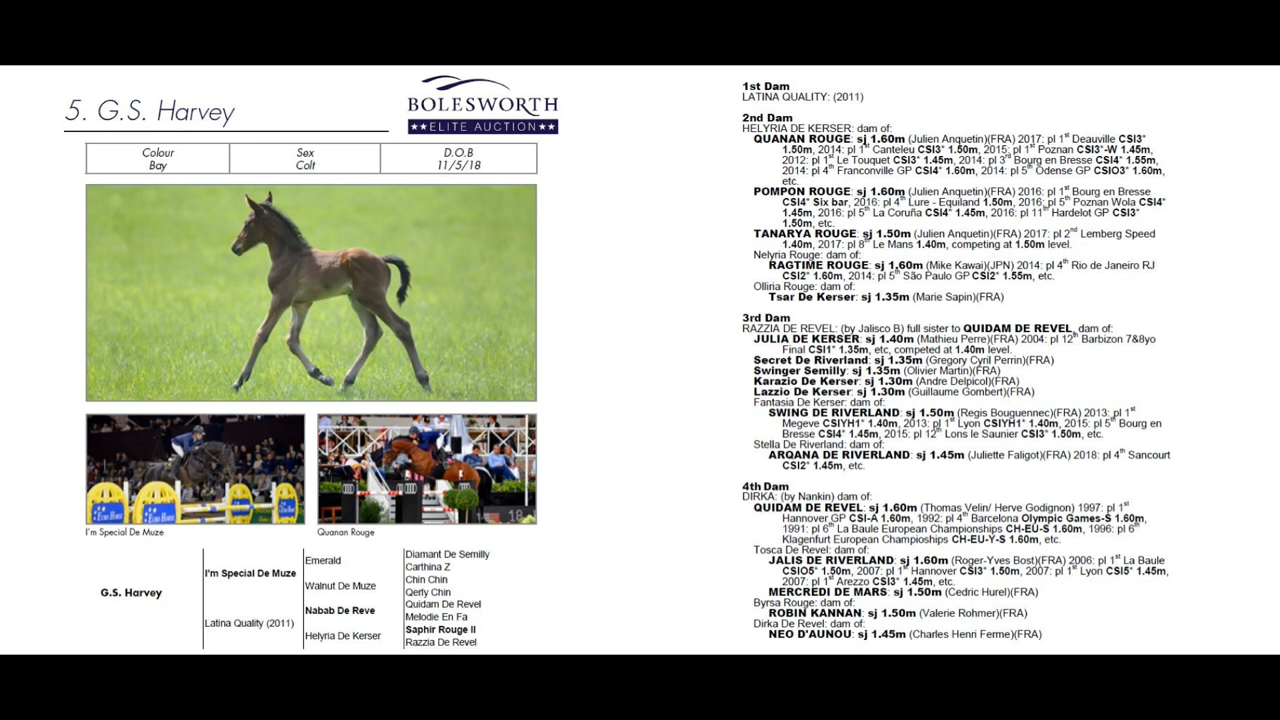 5. G.S. Harvey
BOLESWORTH
★★ELITE AUCTION★★
Colour
Bay
Sex
Colt
D.O.B
11/5/18
18
I'm Special De Muze
Quanan Rouge
G.S. Harvey
I'm Special De Muze
Latina Quality (2011)
Emerald
Walnut De Muze
Nabab De Reve
Helyria De Kerser
Diamant De Semilly
Carthina Z
Chin Chin
Qerly Chin
Quidam De Revel
Melodie En Fa
Saphir Rouge II
Razzia De Revel
1st Dam
LATINA QUALITY: (2011)
2nd Dam
HELYRIA DE KERSER: dam of:
QUANAN ROUGE: sj 1.60m (Julien Anquetin)(FRA) 2017: pl 1st Deauville CSI3*
1.50m, 2014: pl 1st Canteleu CSI3* 1.50m, 2015: pl 1st Poznan CSI3*-W 1.45m,
2012: pl 1st Le Touquet CSI3* 1.45m, 2014: pl 3rd Bourg en Bresse CSI4* 1.55m,
2014: pl 4th Franconville GP CSI4* 1.60m, 2014: pl 5th Odense GP CSIO3* 1.60m,
etc.
POMPON ROUGE: sj 1.60m (Julien Anquetin)(FRA) 2016: pl 1st Bourg en Bresse
CSI4* Six bar, 2016: pl 4th Lure - Equiland 1.50m, 2016: pl 5th Poznan Wola CSI4*
1.45m, 2016: pl 5th La Coruña CSI4* 1.45m, 2016: pl 11th Hardelot GP CSI3*
1.50m, etc.
TANARYA ROUGE: sj 1.50m (Julien Anquetin)(FRA) 2017: pl 2nd Lemberg Speed
1.40m, 2017: pl 8th Le Mans 1.40m, competing at 1.50m level.
Nelyria Rouge: dam of:
RAGTIME ROUGE: sj 1.60m (Mike Kawai)(JPN) 2014: pl 4th Rio de Janeiro RJ
CSI2* 1.60m, 2014: pl 5th São Paulo GP CSI2* 1.55m, etc.
Olliria Rouge: dam of:
Tsar De Kerser: sj 1.35m (Marie Sapin)(FRA)
3rd Dam
RAZZIA DE REVEL: (by Jalisco B) full sister to QUIDAM DE REVEL, dam of:
JULIA DE KERSER: sj 1.40m (Mathieu Perre)(FRA) 2004: pl 12th Barbizon 7&8yo
Final CSI1* 1.35m, etc, competed at 1.40m level.
Secret De Riverland: sj 1.35m (Gregory Cyril Perrin)(FRA)
Swinger Semilly: sj 1.35m (Olivier Martin)(FRA)
Karazio De Kerser: sj 1.30m (Andre Delpicol)(FRA)
Lazzio De Kerser: sj 1.30m (Guillaume Gombert)(FRA)
Fantasia De Kerser: dam of:
SWING DE RIVERLAND: sj 1.50m (Regis Bouguennec)(FRA) 2013: pl 1st
Megeve CSIYH1* 1.40m, 2013: pl 1st Lyon CSIYH1* 1.40m, 2015: pl 5th Bourg en
Bresse CSI4* 1.45m, 2015: pl 12th Lons le Saunier CSI3* 1.50m, etc.
Stella De Riverland: dam of:
ARQANA DE RIVERLAND: sj 1.45m (Juliette Faligot)(FRA) 2018: pl 4th Sancourt
CSI2* 1.45m, etc.
4th Dam
DIRKA: (by Nankin) dam of:
QUIDAM DE REVEL: sj 1.60m (Thomas Velin/ Herve Godignon) 1997: pl 1st
Hannover GP CSI-A 1.60m, 1992: pl 4th Barcelona Olympic Games-S 1.60m,
1991: pl 6th La Baule European Championships CH-EU-S 1.60m, 1996: pl 6th
Klagenfurt European Champioships CH-EU-Y-S 1.60m, etc.
Tosca De Revel: dam of:
JALIS DE RIVERLAND: sj 1.60m (Roger-Yves Bost)(FRA) 2006: pl 1st La Baule
CSIO5* 1.50m, 2007: pl 1st Hannover CSI3* 1.50m, 2007: pl 1st Lyon CSI5* 1.45m,
2007: pl 1st Arezzo CSI3* 1.45m, etc.
MERCREDI DE MARS: sj 1.50m (Cedric Hurel)(FRA)
Byrsa Rouge: dam of:
ROBIN KANNAN: sj 1.50m (Valerie Rohmer)(FRA)
Dirka De Revel: dam of:
NEO D'AUNOU: sj 1.45m (Charles Henri Ferme)(FRA)